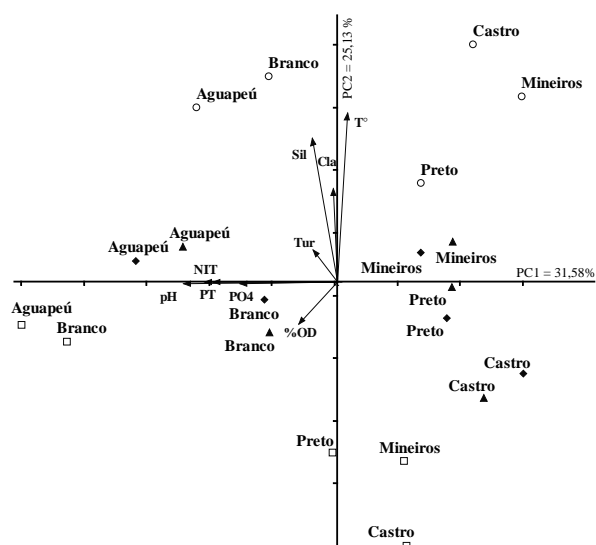 Castro
PC2 = 25,13 %
Branco
Mineiros
Aguapeú
T°
Sil
Cla
Preto
Aguapeú
Aguapeú
Tur
Mineiros
Mineiros
NIT
PC1 = 31,58%
pH
PT
PO4
Preto
Aguapeú
Branco
Branco
%OD
Preto
Branco
Castro
Castro
Preto
Mineiros
Castro